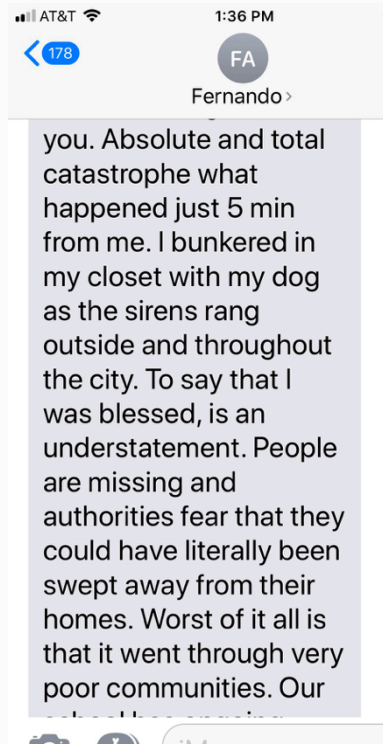 AT&T 1:36 PM
178
FA
Fernando
you. Absolute and total
catastrophe what
happened just 5 min
from me. I bunkered in
my closet with my dog
as the sirens rang
outside and throughout
the city. To say that I
was blessed, is an
understatement. People
are missing and
authorities fear that they
could have literally been
swept away from their
homes. Worst of it all is
that it went through very
poor communities. Our